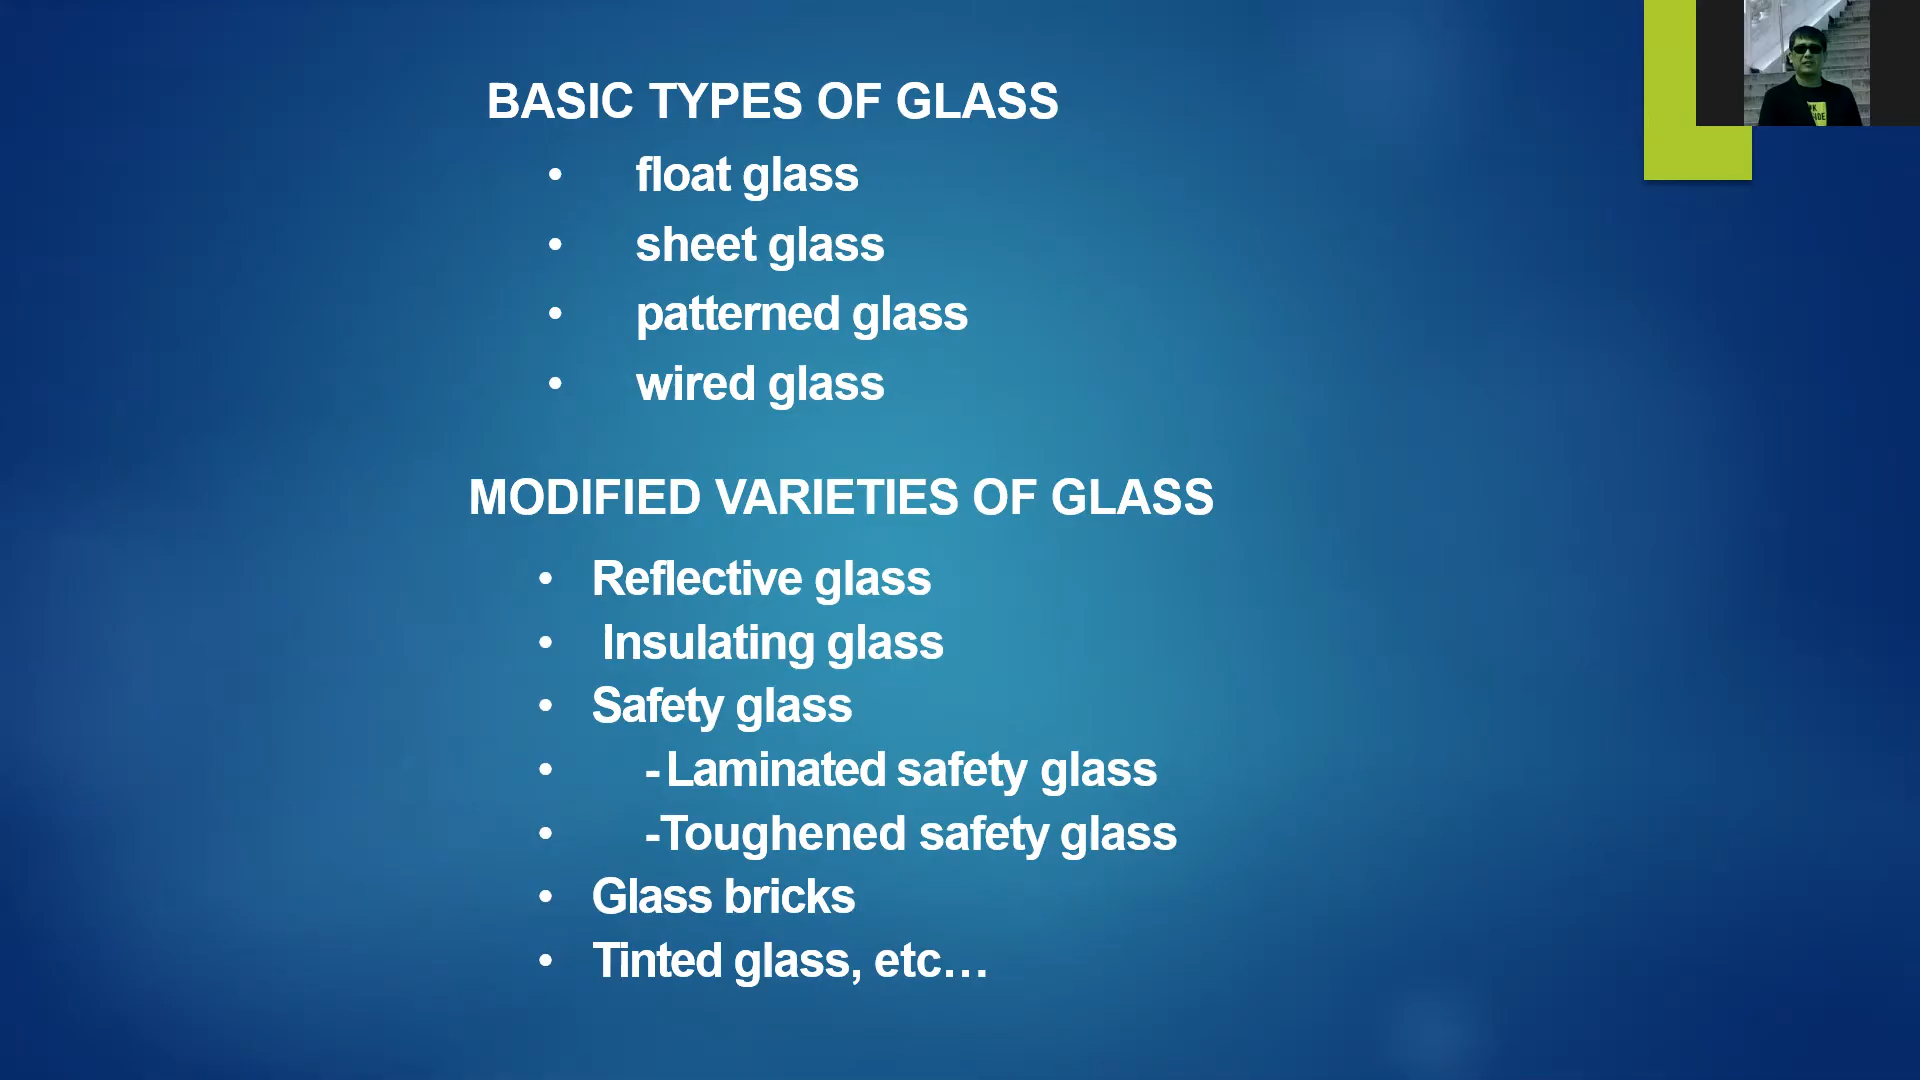 BASIC TYPES OF GLASS
• float glass
• sheet glass
• patterned glass
• wired glass
MODIFIED VARIETIES OF GLASS
• Reflective glass
• Insulating glass
• Safety glass
• - Laminated safety glass
• -Toughened safety glass
• Glass bricks
• Tinted glass, etc…